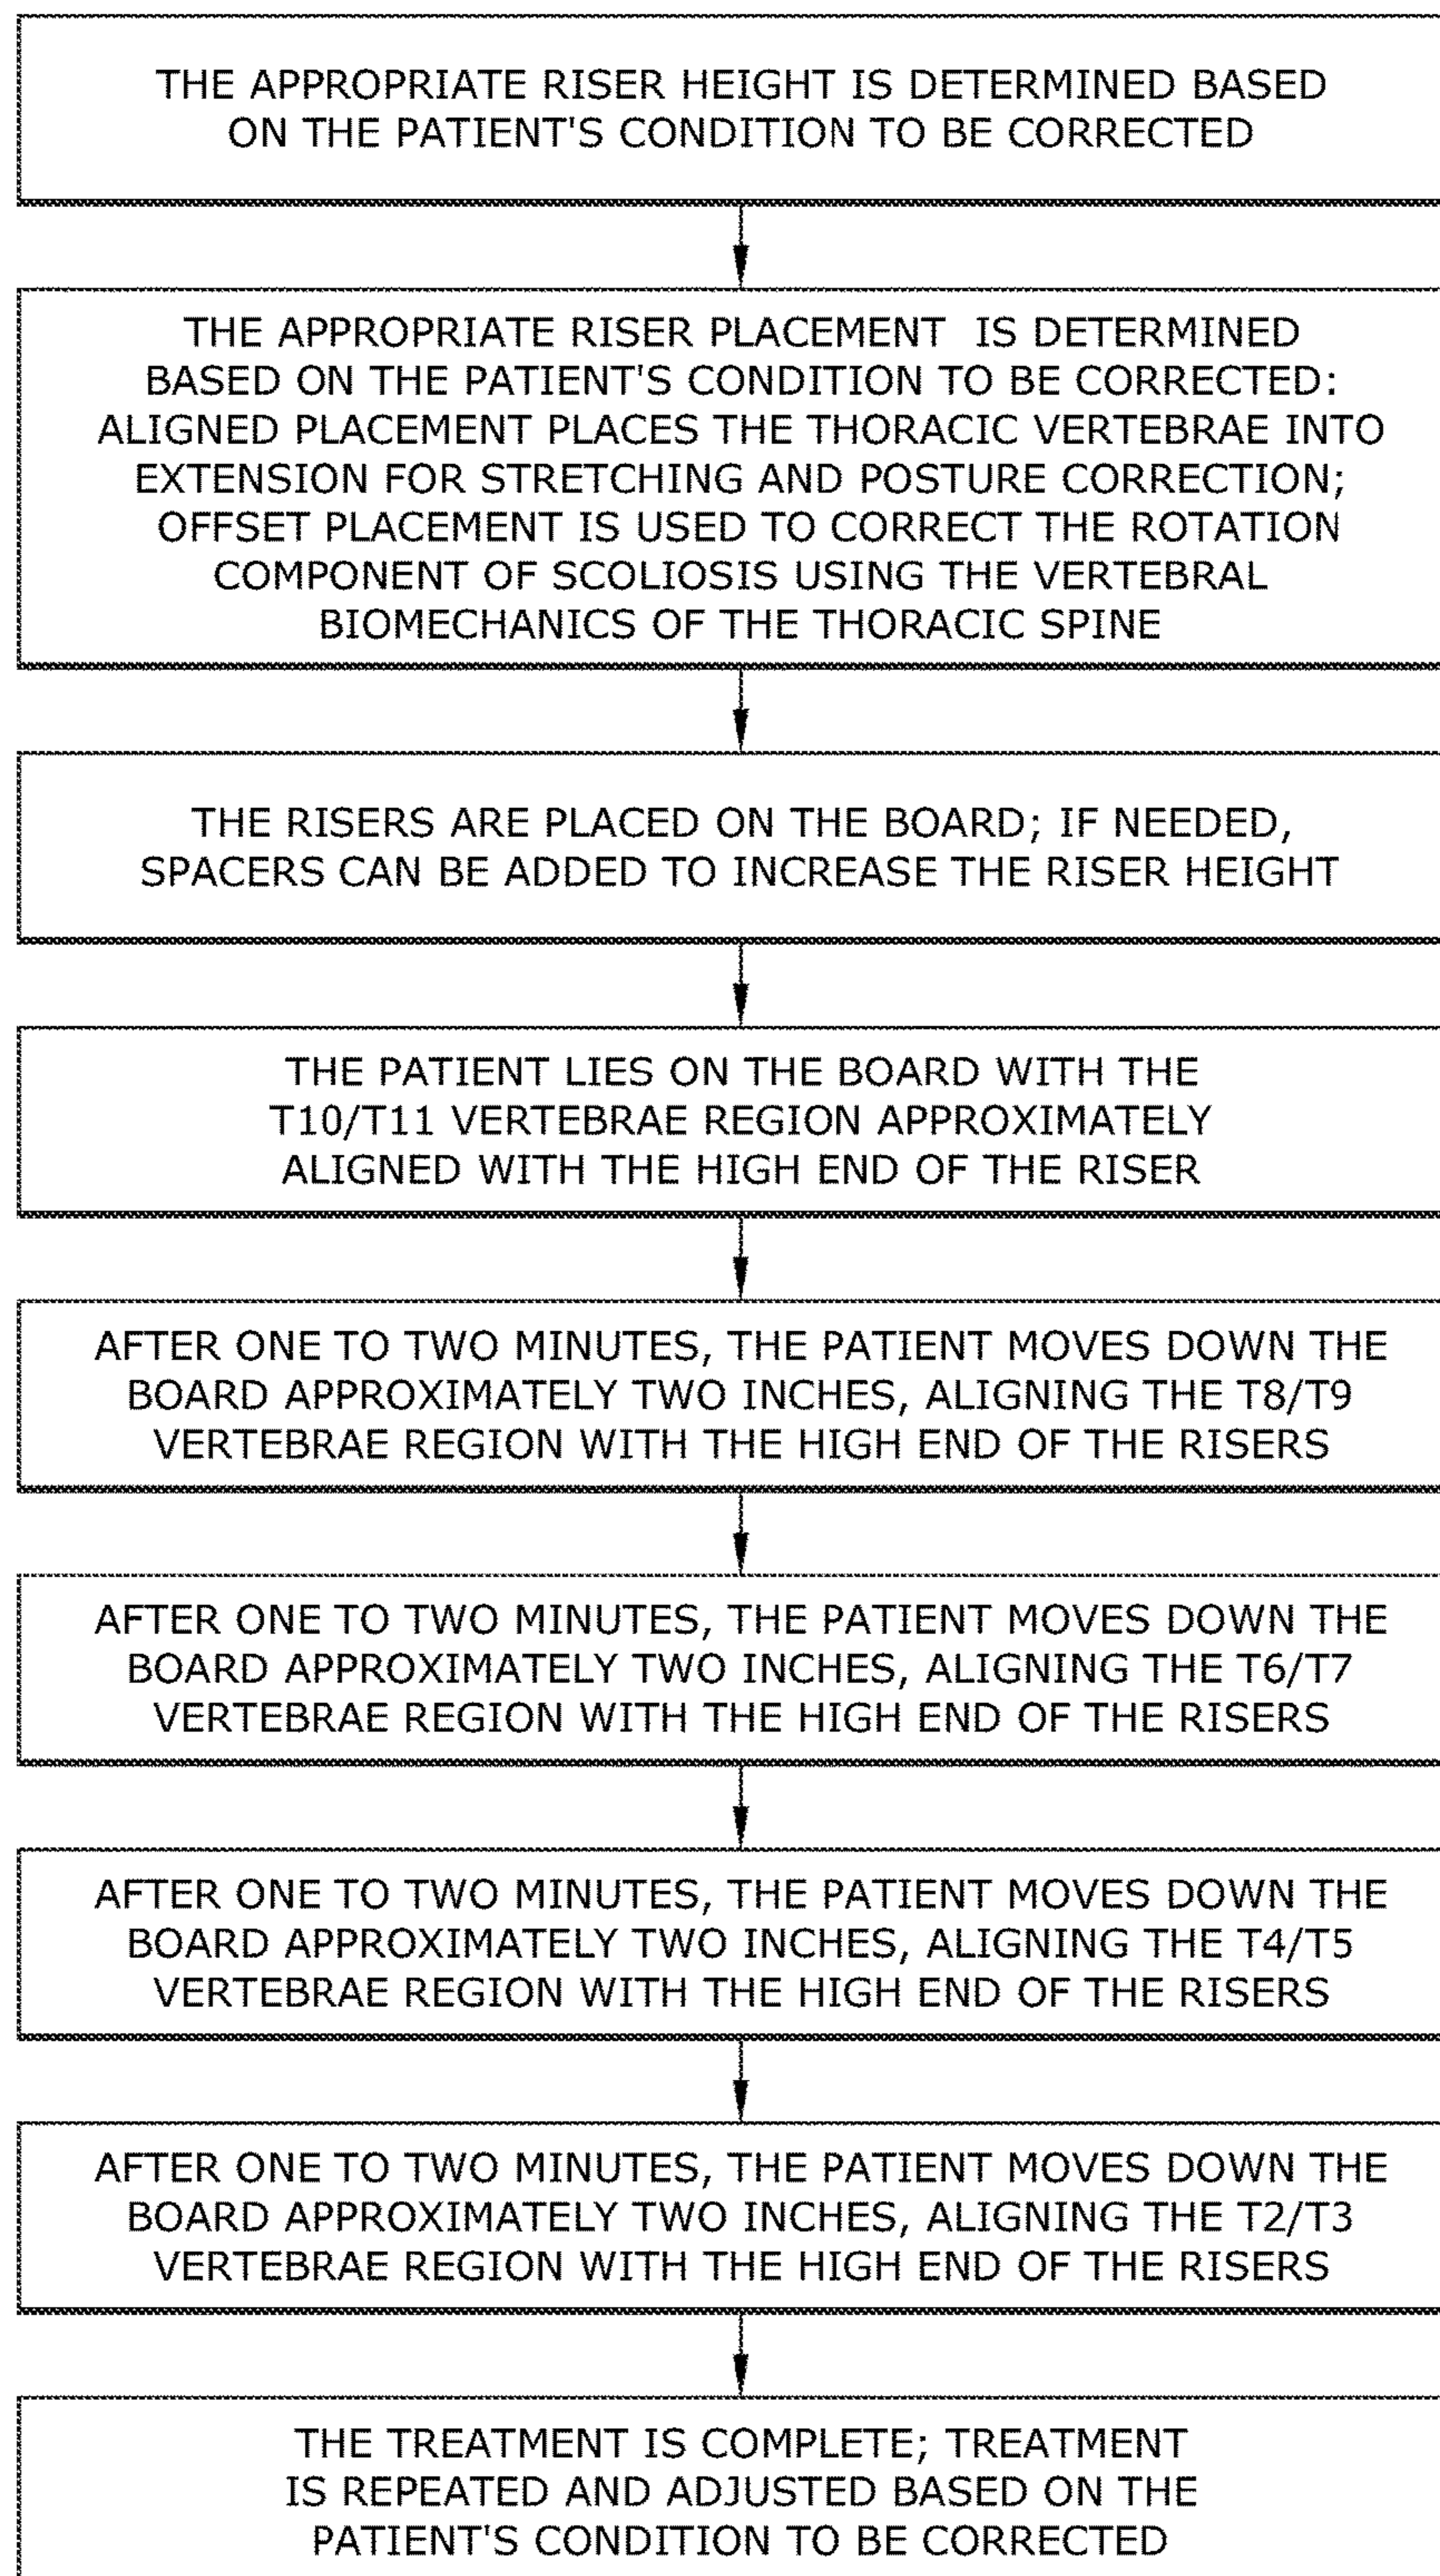 THE APPROPRIATE RISER HEIGHT IS DETERMINED BASED
ON THE PATIENT'S CONDITION TO BE CORRECTED
THE APPROPRIATE RISER PLACEMENT IS DETERMINED
BASED ON THE PATIENT'S CONDITION TO BE CORRECTED:
ALIGNED PLACEMENT PLACES THE THORACIC VERTEBRAE INTO
EXTENSION FOR STRETCHING AND POSTURE CORRECTION;
OFFSET PLACEMENT IS USED TO CORRECT THE ROTATION
COMPONENT OF SCOLIOSIS USING THE VERTEBRAL
BIOMECHANICS OF THE THORACIC SPINE
THE RISERS ARE PLACED ON THE BOARD; IF NEEDED,
SPACERS CAN BE ADDED TO INCREASE THE RISER HEIGHT
THE PATIENT LIES ON THE BOARD WITH THE
T10/T11 VERTEBRAE REGION APPROXIMATELY
ALIGNED WITH THE HIGH END OF THE RISER
AFTER ONE TO TWO MINUTES, THE PATIENT MOVES DOWN THE
BOARD APPROXIMATELY TWO INCHES, ALIGNING THE T8/T9
VERTEBRAE REGION WITH THE HIGH END OF THE RISERS
AFTER ONE TO TWO MINUTES, THE PATIENT MOVES DOWN THE
BOARD APPROXIMATELY TWO INCHES, ALIGNING THE T6/T7
VERTEBRAE REGION WITH THE HIGH END OF THE RISERS
AFTER ONE TO TWO MINUTES, THE PATIENT MOVES DOWN THE
BOARD APPROXIMATELY TWO INCHES, ALIGNING THE T4/T5
VERTEBRAE REGION WITH THE HIGH END OF THE RISERS
AFTER ONE TO TWO MINUTES, THE PATIENT MOVES DOWN THE
BOARD APPROXIMATELY TWO INCHES, ALIGNING THE T2/T3
VERTEBRAE REGION WITH THE HIGH END OF THE RISERS
THE TREATMENT IS COMPLETE; TREATMENT
IS REPEATED AND ADJUSTED BASED ON THE
PATIENT'S CONDITION TO BE CORRECTED